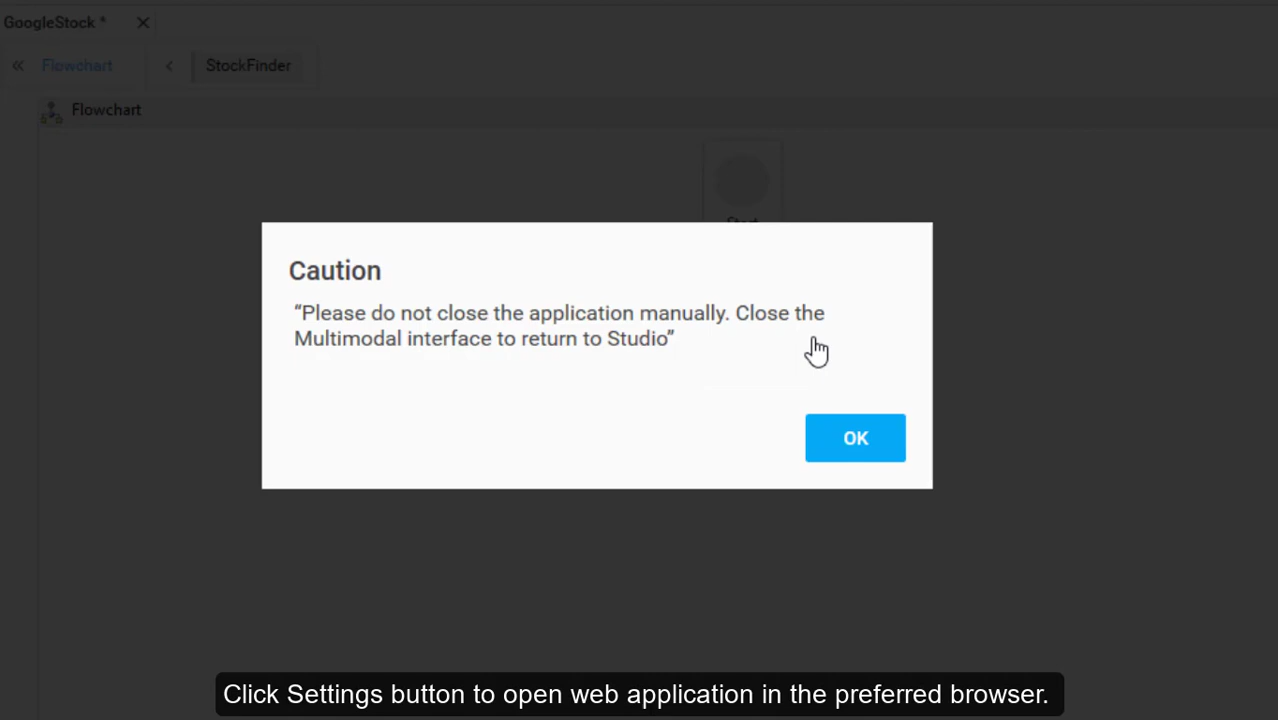 GoogleStock *
Flowchart
StockFinder
Flowchart
Start
Caution
“Please do not close the application manually. Close the
Multimodal interface to return to Studio”
OK
Click Settings button to open web application in the preferred browser.